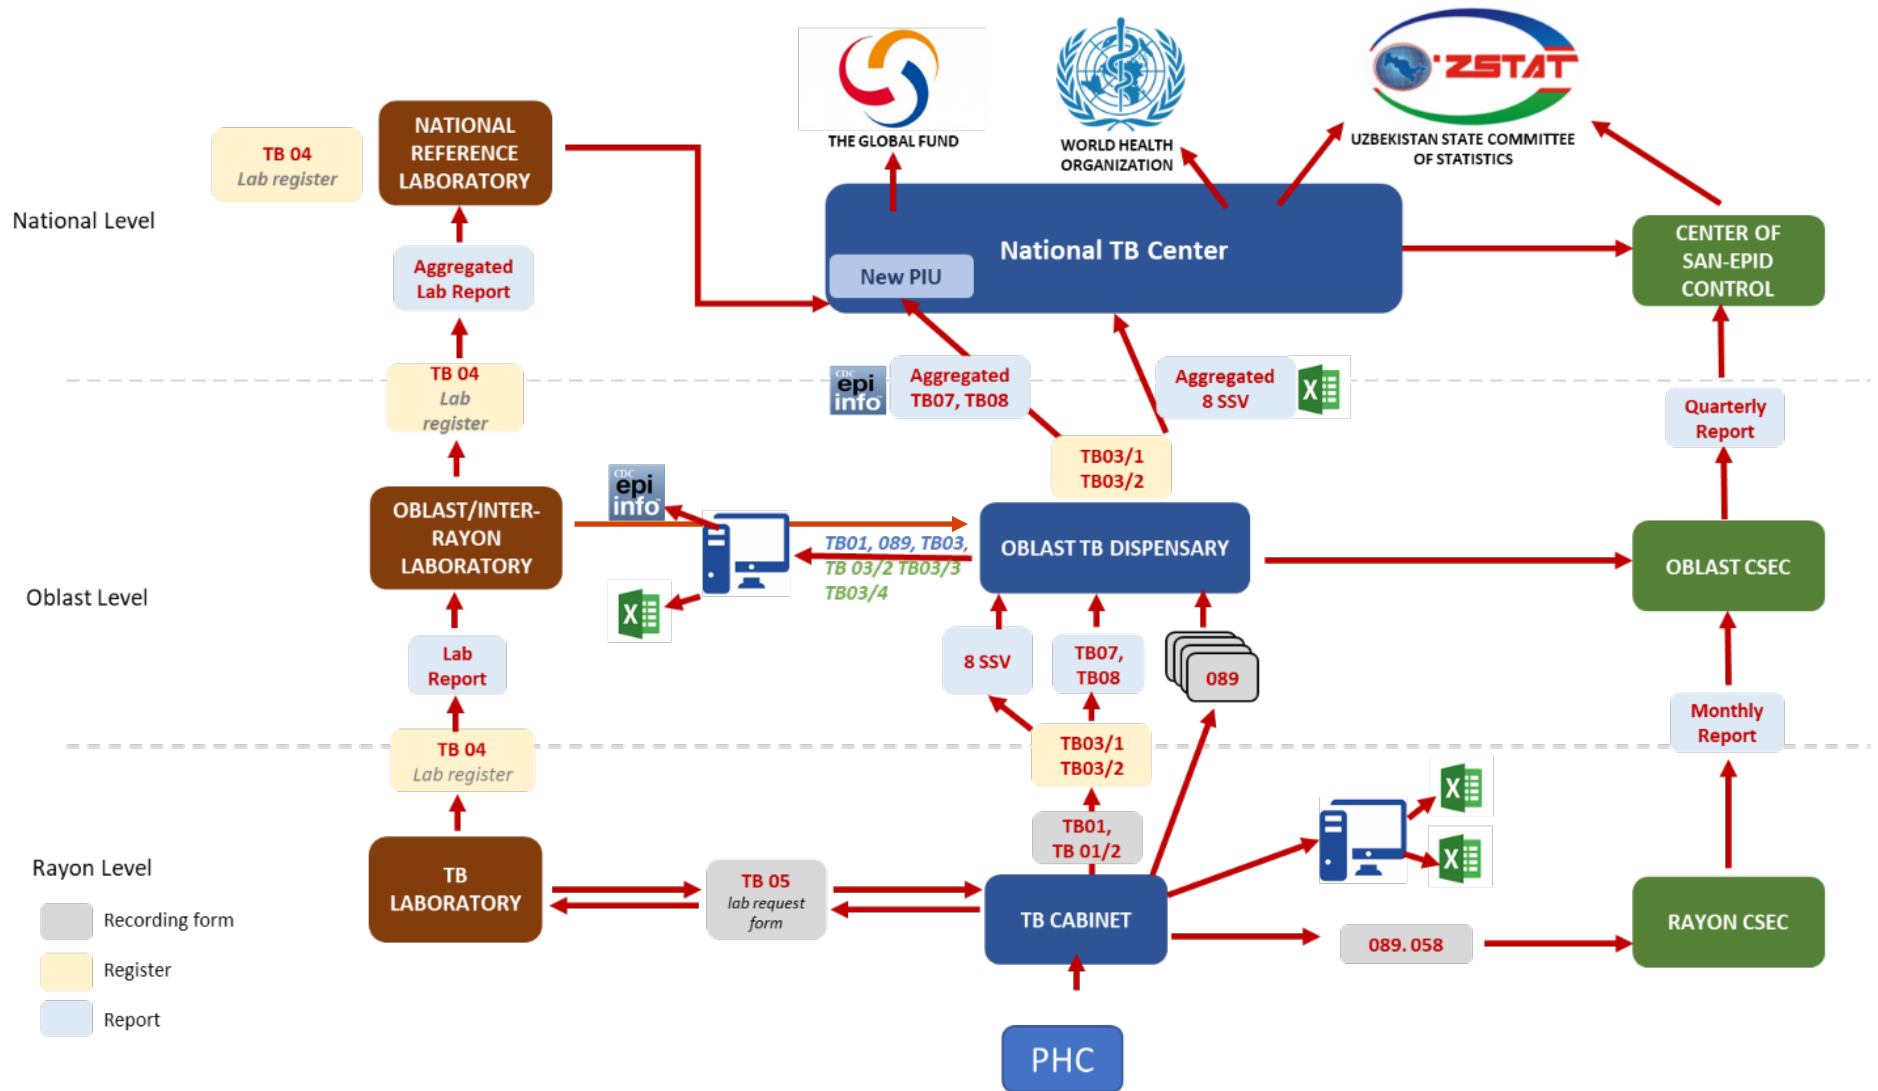 'ZSTAT
THE GLOBAL FUND
WORLD HEALTH
ORGANIZATION
UZBEKISTAN STATE COMMITTEE
OF STATISTICS
National Level
TB 04
Lab register
NATIONAL
REFERENCE
LABORATORY
National TB Center
New PIU
CENTER OF
SAN-EPID
CONTROL
Aggregated
Lab Report
TB 04
Lab
register
CDC
epi
info™
Aggregated
TB07, TB08
Aggregated
8 SSV
X
Quarterly
Report
TB03/1
TB03/2
Oblast Level
OBLAST/INTER-
RAYON
LABORATORY
CDC
epi
info™
X
TB01, 089, TB03,
TB 03/2 TB03/3
TB03/4
OBLAST TB DISPENSARY
OBLAST CSEC
Lab
Report
8 SSV
TB07,
TB08
089
Monthly
Report
TB 04
Lab register
TB03/1
TB03/2
TB01,
TB 01/2
X
X
Rayon Level
TB
LABORATORY
TB 05
lab request
form
TB CABINET
089. 058
RAYON CSEC
Recording form
Register
Report
PHC